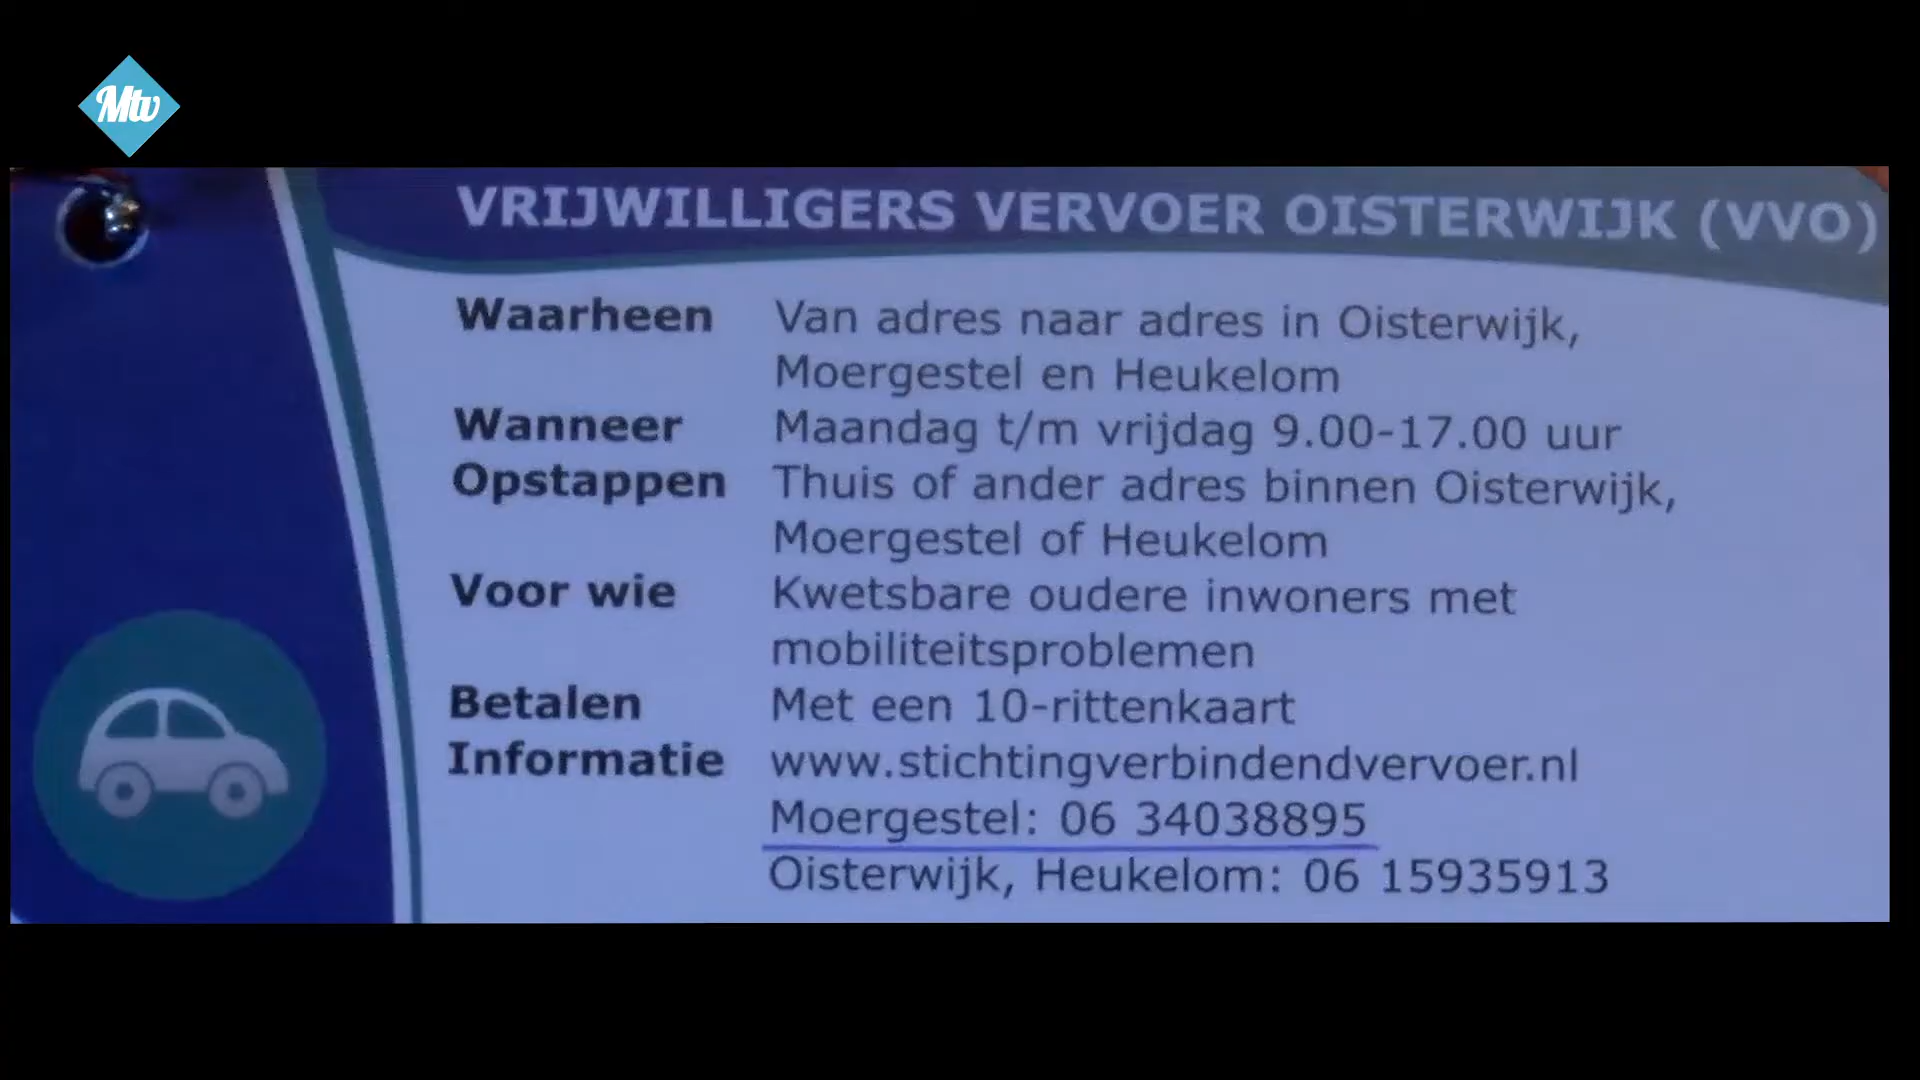 Mtv
VRIJWILLIGERS VERVOER OISTERWIJK (VVO)
Waarheen Van adres naar adres in Oisterwijk,
Moergestel en Heukelom
Wanneer Maandag t/m vrijdag 9.00-17.00 uur
Opstappen Thuis of ander adres binnen Oisterwijk,
Moergestel of Heukelom
Voor wie Kwetsbare oudere inwoners met
mobiliteitsproblemen
Betalen Met een 10-rittenkaart
Informatie www.stichtingverbindendvervoer.nl
Moergestel: 06 34038895
Oisterwijk, Heukelom: 06 15935913